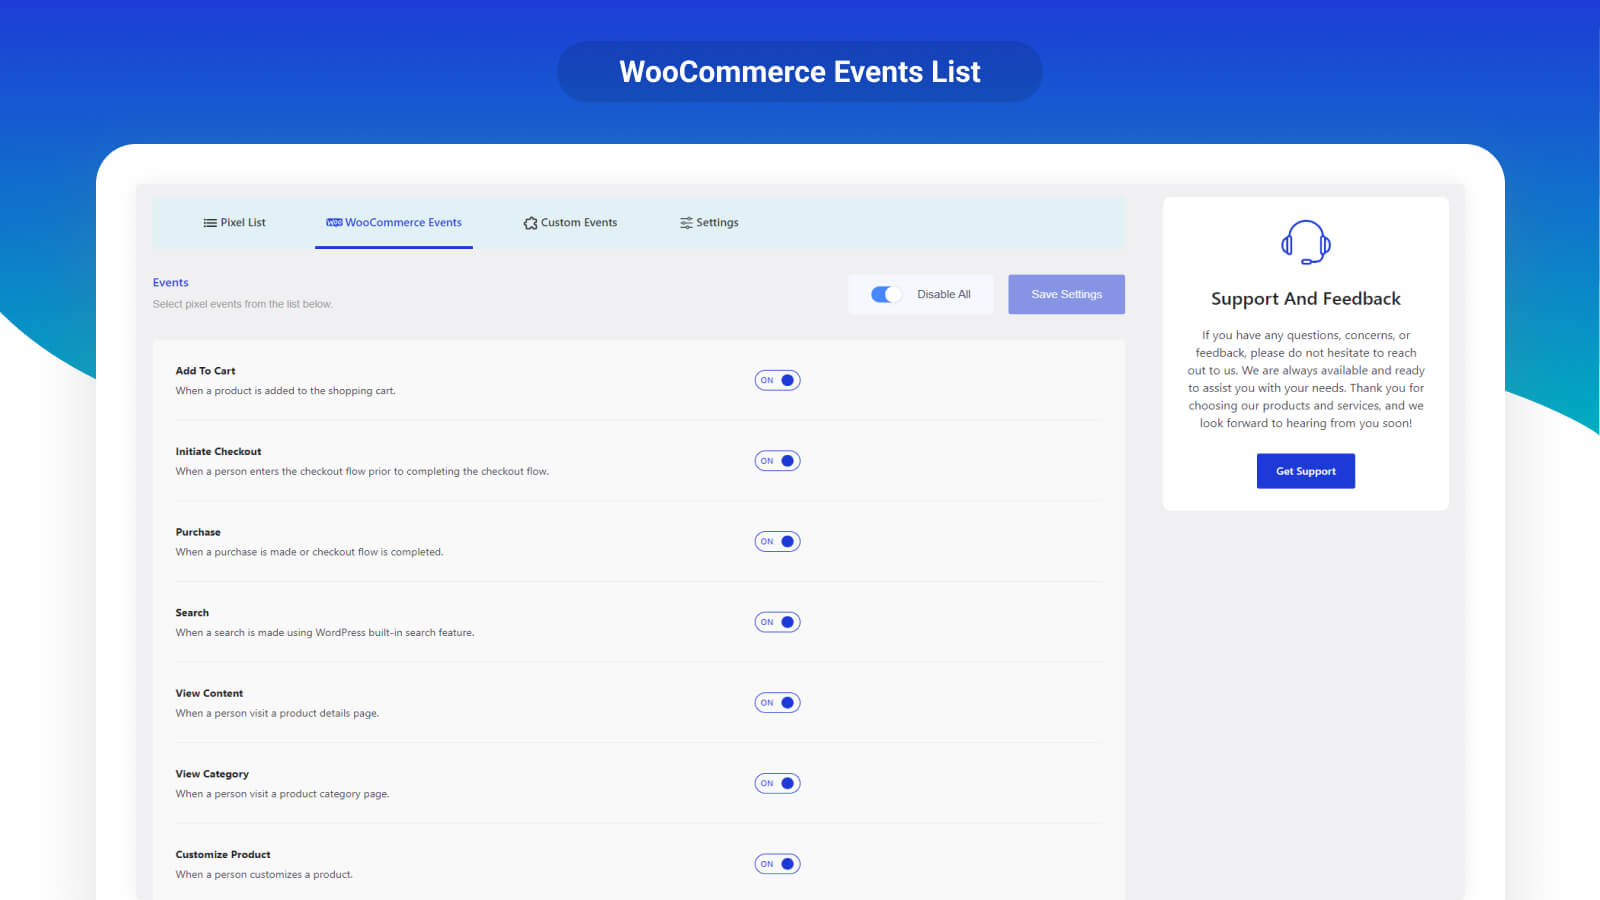 WooCommerce Events List
Pixel List
WooCommerce Events
Custom Events
Settings
Events
Select pixel events from the list below.
Disable All
Save Settings
Add To Cart
When a product is added to the shopping cart.
ON
Initiate Checkout
When a person enters the checkout flow prior to completing the checkout flow.
ON
Purchase
When a purchase is made or checkout flow is completed.
ON
Search
When a search is made using WordPress built-in search feature.
ON
View Content
When a person visit a product details page.
ON
View Category
When a person visit a product category page.
ON
Customize Product
When a person customizes a product.
ON
Support And Feedback
If you have any questions, concerns, or
feedback, please do not hesitate to reach
out to us. We are always available and ready
to assist you with your needs. Thank you for
choosing our products and services, and we
look forward to hearing from you soon!
Get Support